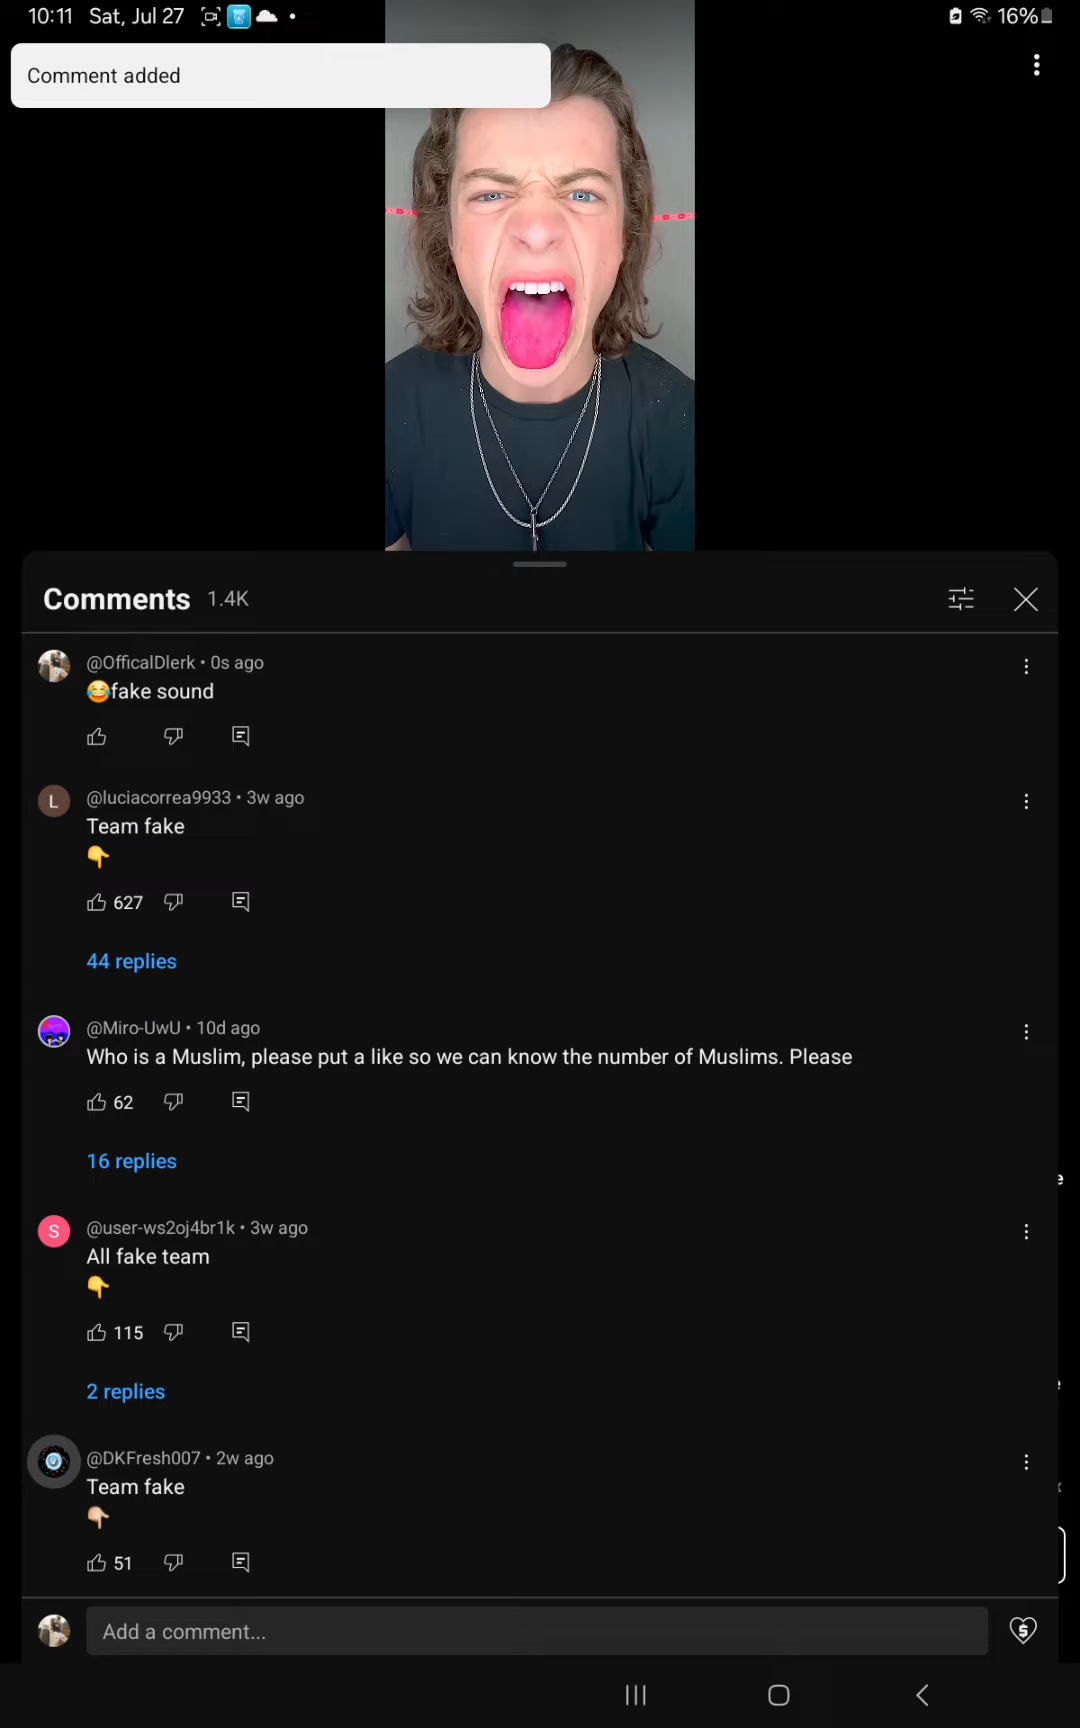 10:11 Sat, Jul 27
16%
Comment added
Comments 1.4K
@OfficalDlerk • 0s ago
😂fake sound
L
@luciacorrea9933 • 3w ago
Team fake
👇
627
44 replies
@Miro-UwU • 10d ago
Who is a Muslim, please put a like so we can know the number of Muslims. Please
62
16 replies
S
@user-ws2oj4br1k • 3w ago
All fake team
👇
115
2 replies
@DKFresh007 • 2w ago
Team fake
👇🏼
51
Add a comment...